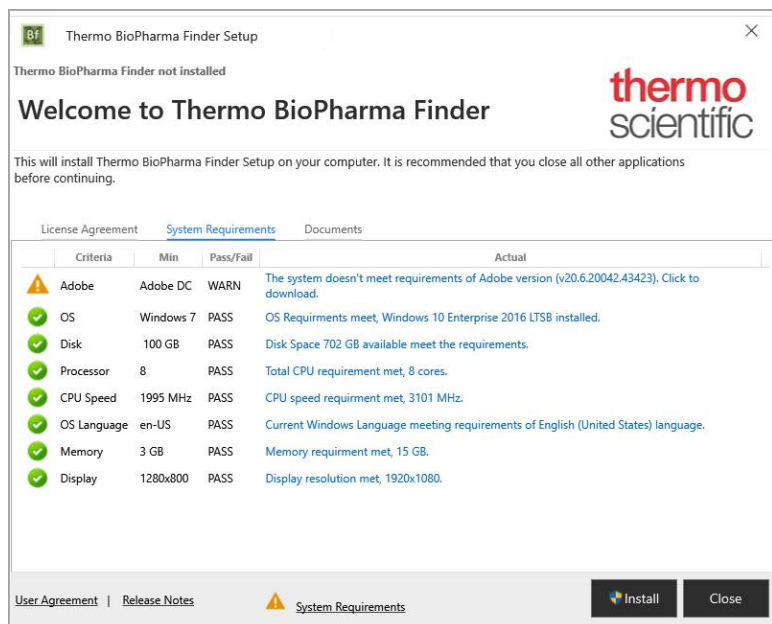 Bf Thermo BioPharma Finder Setup
Thermo BioPharma Finder not installed
Welcome to Thermo BioPharma Finder
thermo
scientific
This will install Thermo BioPharma Finder Setup on your computer. It is recommended that you close all other applications
before continuing.
License Agreement System Requirements Documents
Criteria Min Pass/Fail Actual
Adobe Adobe DC WARN The system doesn't meet requirements of Adobe version (v20.6.20042.43423). Click to
download.
OS Windows 7 PASS OS Requirments meet, Windows 10 Enterprise 2016 LTSB installed.
Disk 100 GB PASS Disk Space 702 GB available meet the requirements.
Processor 8 PASS Total CPU requirement met, 8 cores.
CPU Speed 1995 MHz PASS CPU speed requirment met, 3101 MHz.
OS Language en-US PASS Current Windows Language meeting requirements of English (United States) language.
Memory 3 GB PASS Memory requirment met, 15 GB.
Display 1280x800 PASS Display resolution met, 1920x1080.
User Agreement | Release Notes System Requirements Install Close